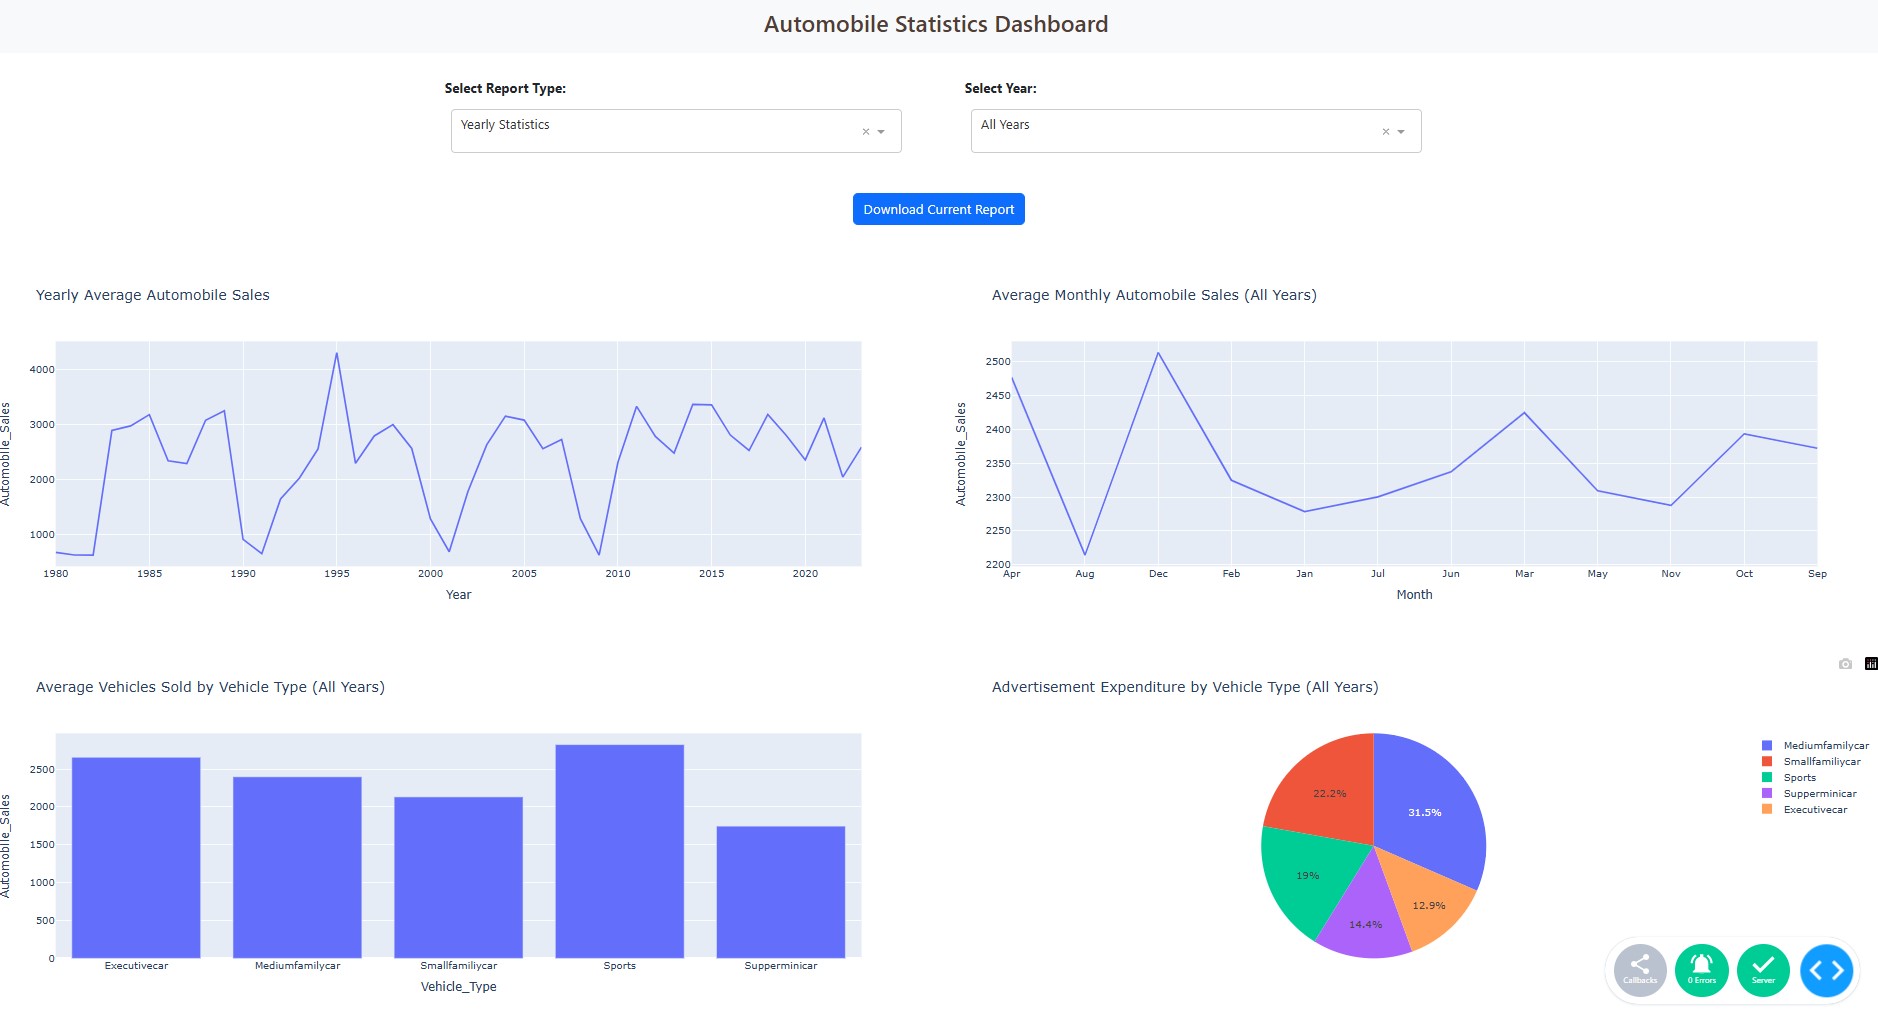 Automobile Statistics Dashboard
Select Report Type:
Select Year:
Yearly Statistics
All Years
Download Current Report
Yearly Average Automobile Sales
Automobile_Sales
4000
3000
2000
1000
1980 1985 1990 1995 2000 2005 2010 2015 2020
Year
Average Monthly Automobile Sales (All Years)
Automobile_Sales
2500
2450
2400
2350
2300
2250
2200
Apr Aug Dec Feb Jan Jul Jun Mar May Nov Oct Sep
Month
Average Vehicles Sold by Vehicle Type (All Years)
Automobile_Sales
2500
2000
1500
1000
500
0
Executivecar Mediumfamilycar Smallfamiliycar Sports Supperminicar
Vehicle_Type
Advertisement Expenditure by Vehicle Type (All Years)
31.5%
22.2%
19%
14.4%
12.9%
Mediumfamilycar
Smallfamiliycar
Sports
Supperminicar
Executivecar
Callbacks
0 Errors
Server